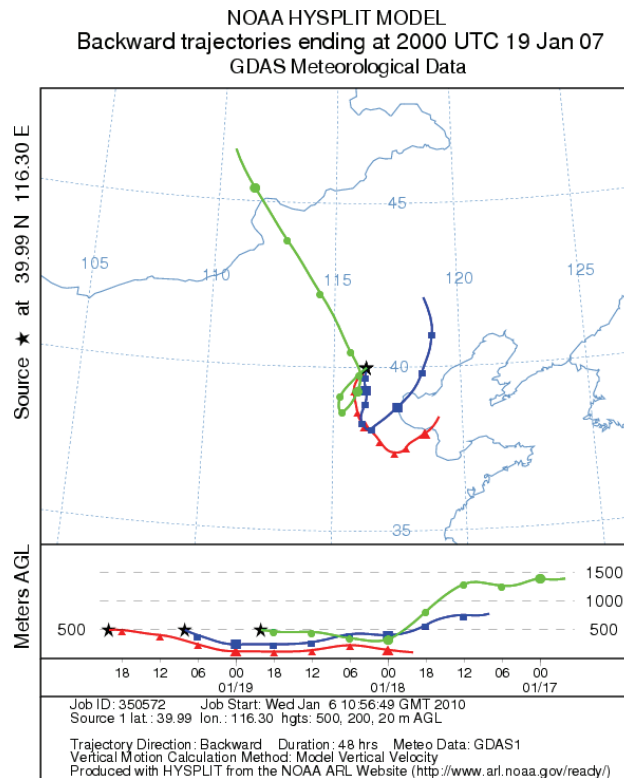 NOAA HYSPLIT MODEL
Backward trajectories ending at 2000 UTC 19 Jan 07
GDAS Meteorological Data
Source ★ at 39.99 N 116.30 E
45
105
110
115
120
125
40
35
Meters AGL
500
1500
1000
500
18 12 06 00 18 12 06 00 18 12 06 00
01/19 01/18 01/17
Job ID: 350572 Job Start: Wed Jan 6 10:56:49 GMT 2010
Source 1 lat.: 39.99 lon.: 116.30 hgts: 500, 200, 20 m AGL
Trajectory Direction: Backward Duration: 48 hrs Meteo Data: GDAS1
Vertical Motion Calculation Method: Model Vertical Velocity
Produced with HYSPLIT from the NOAA ARL Website (http://www.arl.noaa.gov/ready/)